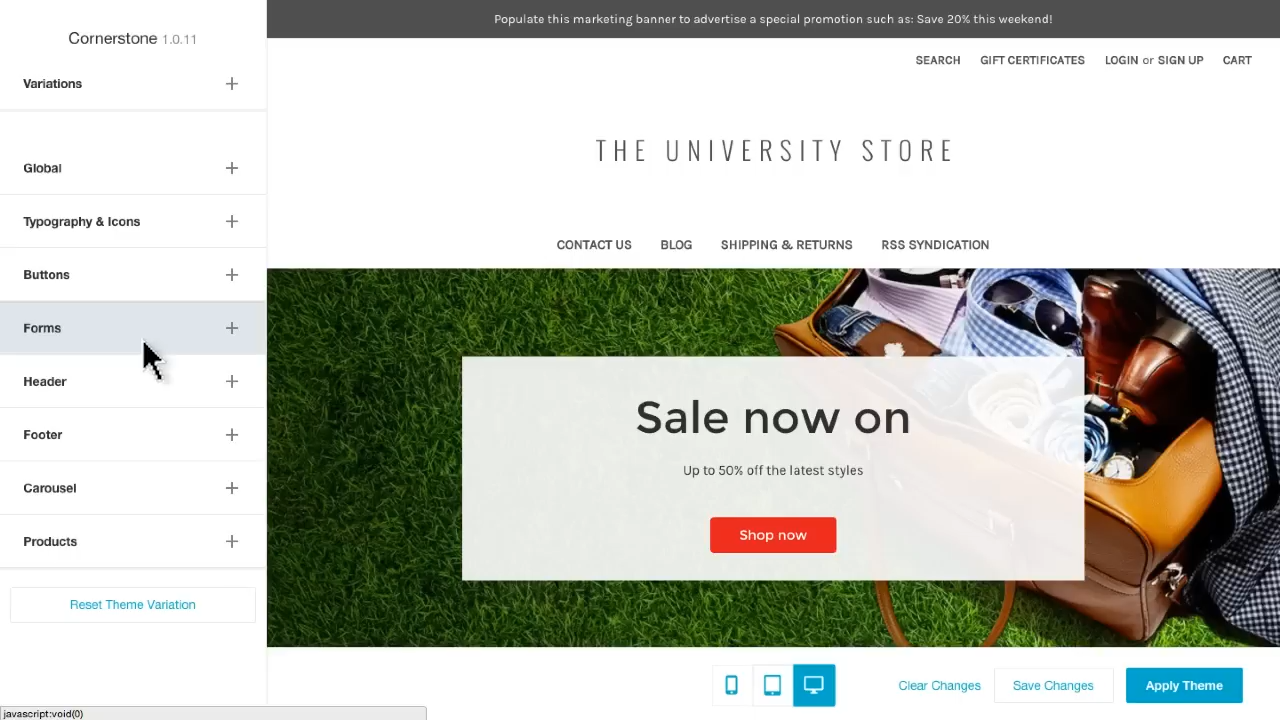 Cornerstone 1.0.11
Variations
Global
Typography & Icons
Buttons
Forms
Header
Footer
Carousel
Products
Reset Theme Variation
javascript:void(0)
Populate this marketing banner to advertise a special promotion such as: Save 20% this weekend!
SEARCH GIFT CERTIFICATES LOGIN or SIGN UP CART
THE UNIVERSITY STORE
CONTACT US BLOG SHIPPING & RETURNS RSS SYNDICATION
Sale now on
Up to 50% off the latest styles
Shop now
Clear Changes Save Changes Apply Theme